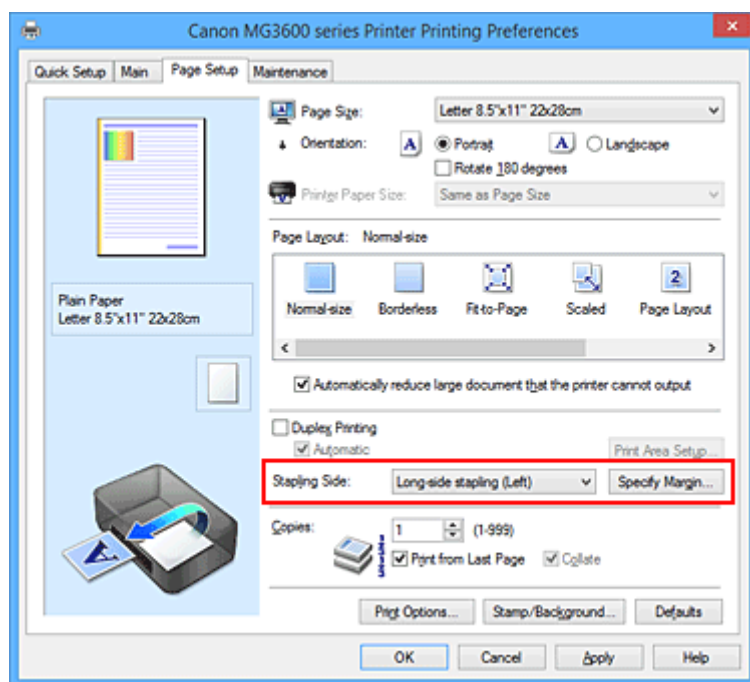 Canon MG3600 series Printer Printing Preferences
Quick Setup Main Page Setup Maintenance
Page Size: Letter 8.5"x11" 22x28cm
Orientation: A Portrait A Landscape
Rotate 180 degrees
Printer Paper Size: Same as Page Size
Page Layout: Normal-size
2
Normal-size Borderless Fit-to-Page Scaled Page Layout
Plain Paper
Letter 8.5"x11" 22x28cm
Automatically reduce large document that the printer cannot output
Duplex Printing
Automatic Print Area Setup...
Stapling Side: Long-side stapling (Left) Specify Margin...
Copies: 1 (1-999)
Print from Last Page Collate
A
Print Options... Stamp/Background... Defaults
OK Cancel Apply Help